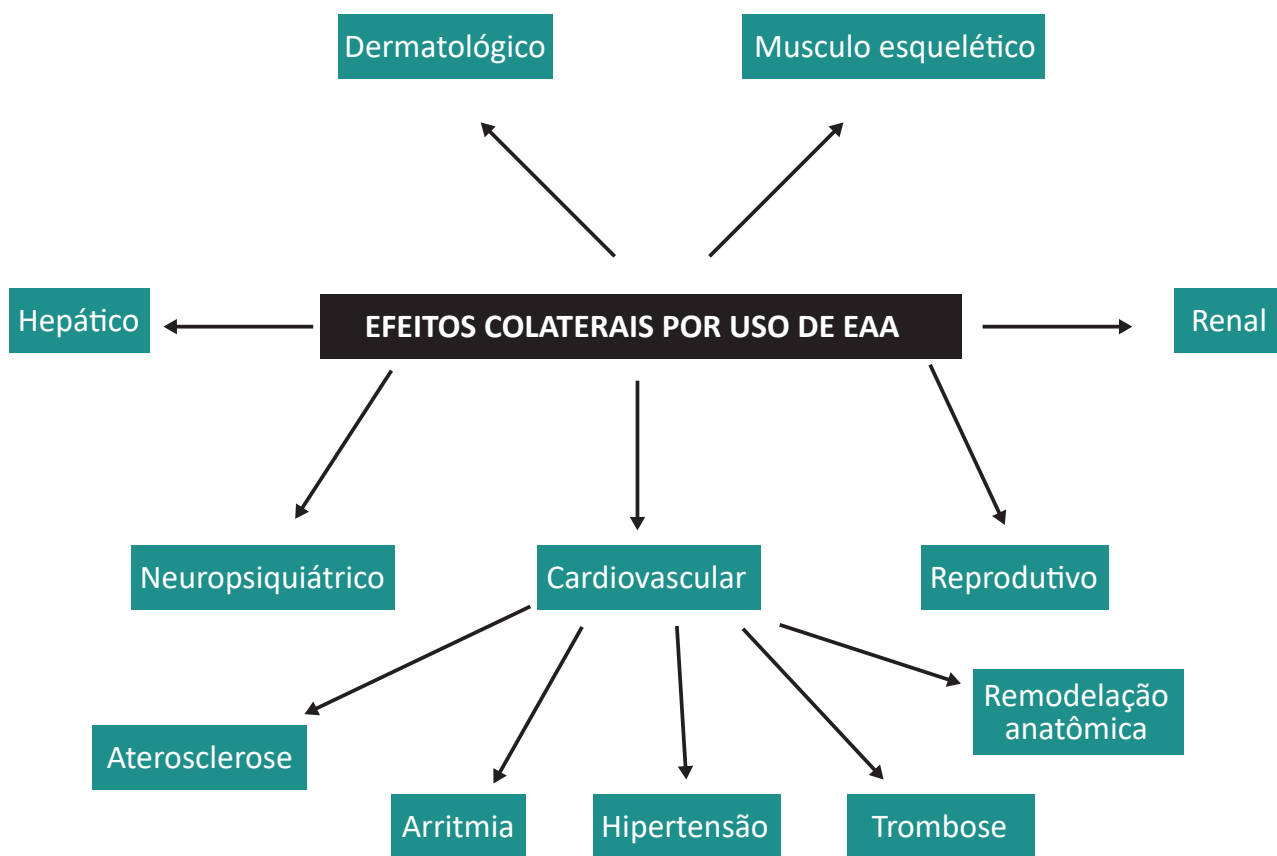 Dermatológico
Musculo esquelético
Hepático
EFEITOS COLATERAIS POR USO DE EAA
Renal
Neuropsiquiátrico
Cardiovascular
Reprodutivo
Aterosclerose
Remodelação
anatômica
Arritmia
Hipertensão
Trombose